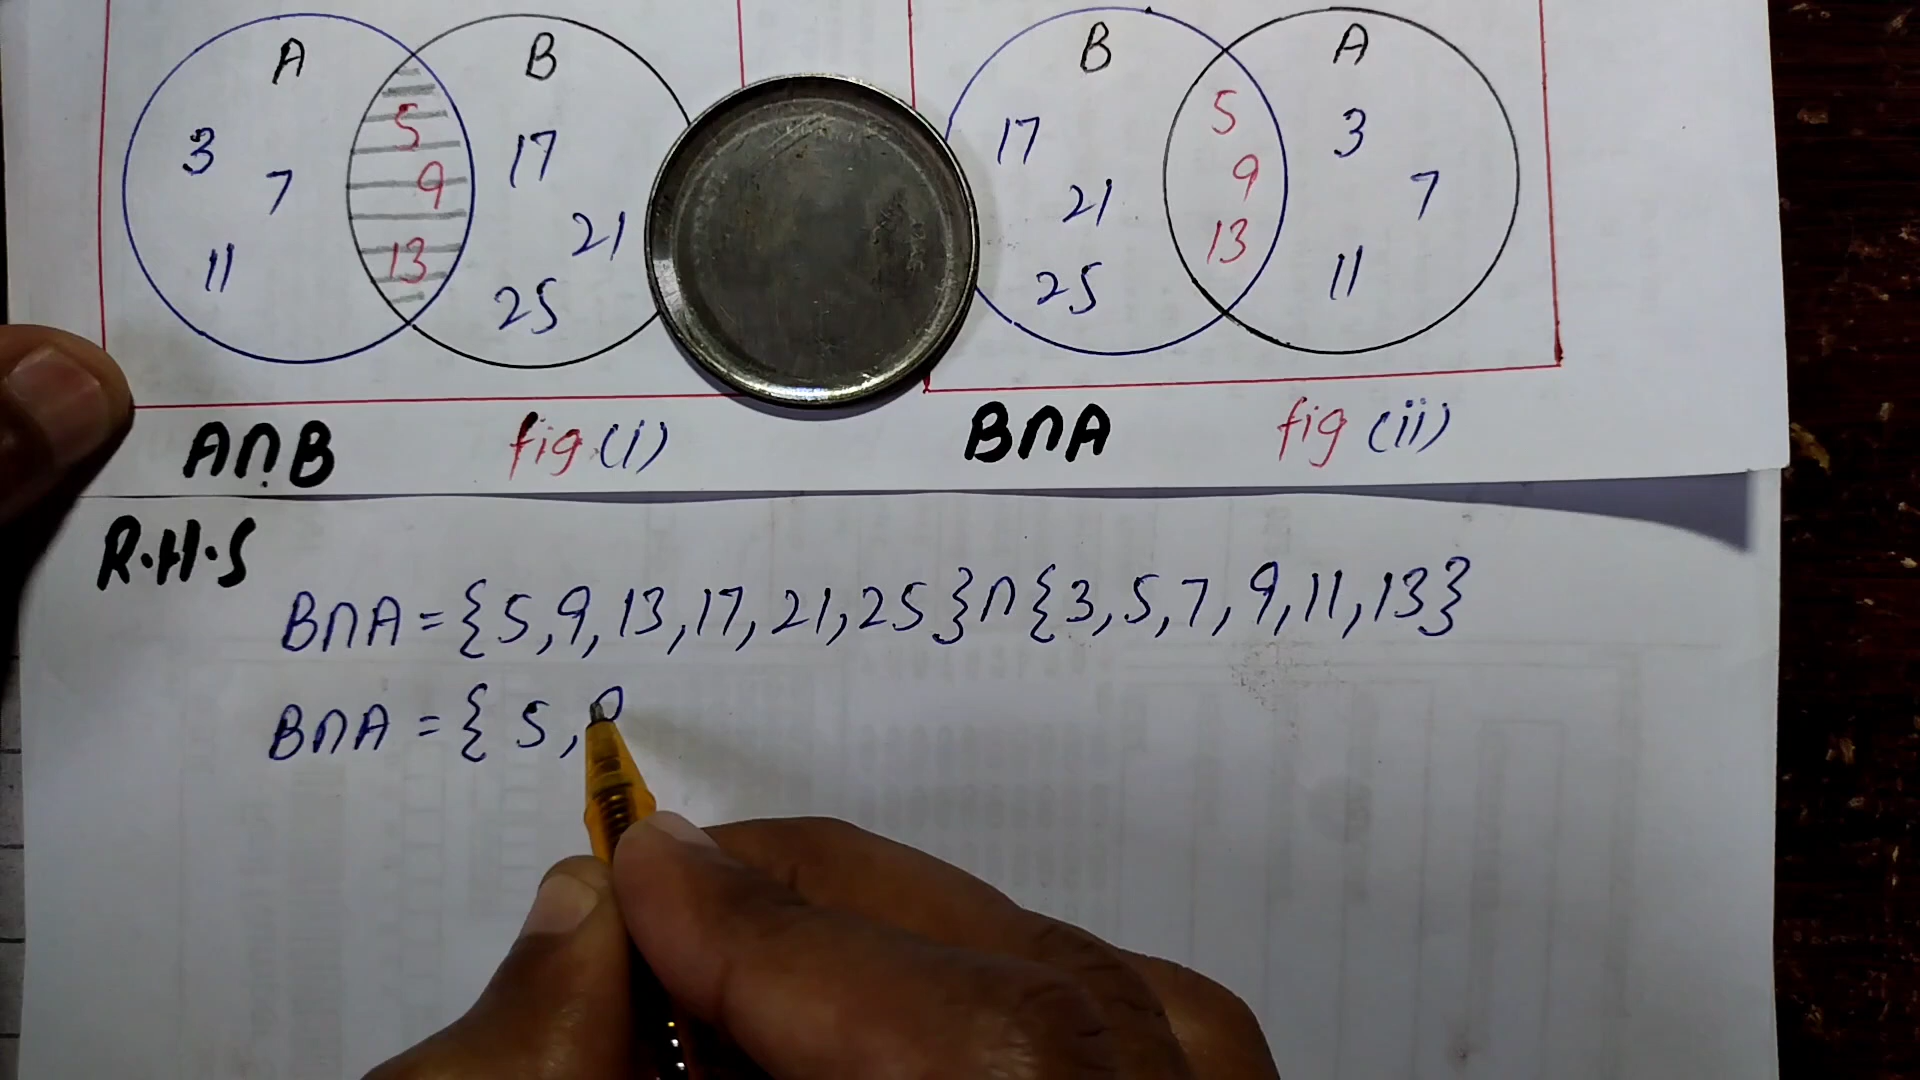 A B
3 7 11 5 9 13 17 21 25
B A
17 21 25 5 9 13 3 7 11
A∩B fig (i) B∩A fig (ii)
R.H.S
B∩A = {5,9,13,17,21,25}∩{3,5,7,9,11,13}
B∩A = { 5,